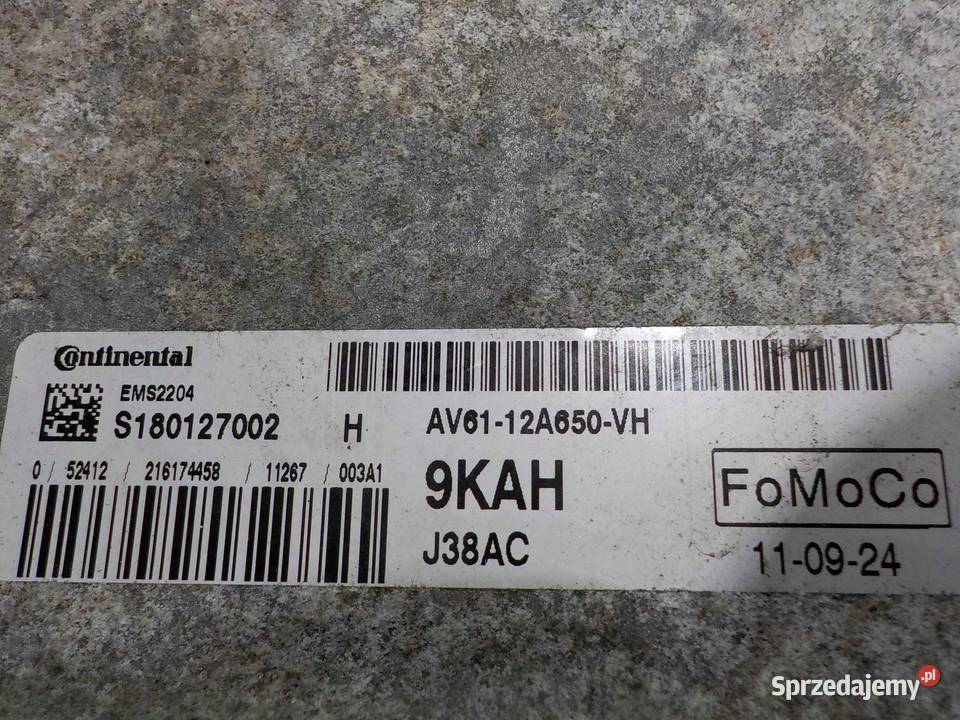 Continental
EMS2204
S180127002 H AV61-12A650-VH
0 / 52412 / 216174458 / 11267 / 003A1
9KAH
FoMoCo
J38AC
11-09-24
Sprzedajemy.pl